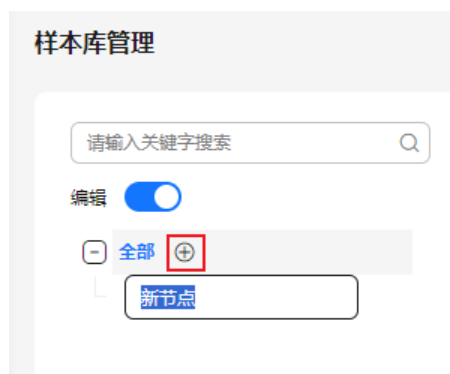 样本库管理
请输入关键字搜索
编辑
全部
新节点